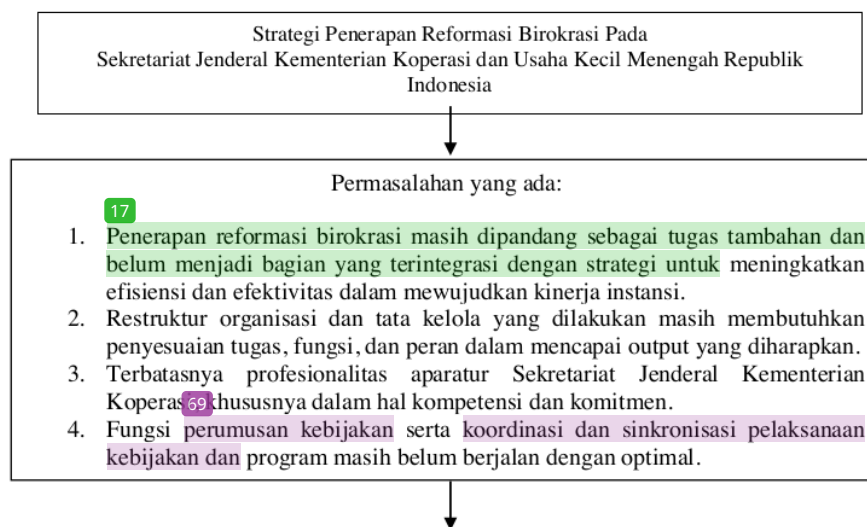 Strategi Penerapan Reformasi Birokrasi Pada
Sekretariat Jenderal Kementerian Koperasi dan Usaha Kecil Menengah Republik
Indonesia
Permasalahan yang ada:
17
1. Penerapan reformasi birokrasi masih dipandang sebagai tugas tambahan dan
belum menjadi bagian yang terintegrasi dengan strategi untuk meningkatkan
efisiensi dan efektivitas dalam mewujudkan kinerja instansi.
2. Restruktur organisasi dan tata kelola yang dilakukan masih membutuhkan
penyesuaian tugas, fungsi, dan peran dalam mencapai output yang diharapkan.
3. Terbatasnya profesionalitas aparatur Sekretariat Jenderal Kementerian
69 khususnya dalam hal kompetensi dan komitmen.
4. Fungsi perumusan kebijakan serta koordinasi dan sinkronisasi pelaksanaan
kebijakan dan program masih belum berjalan dengan optimal.